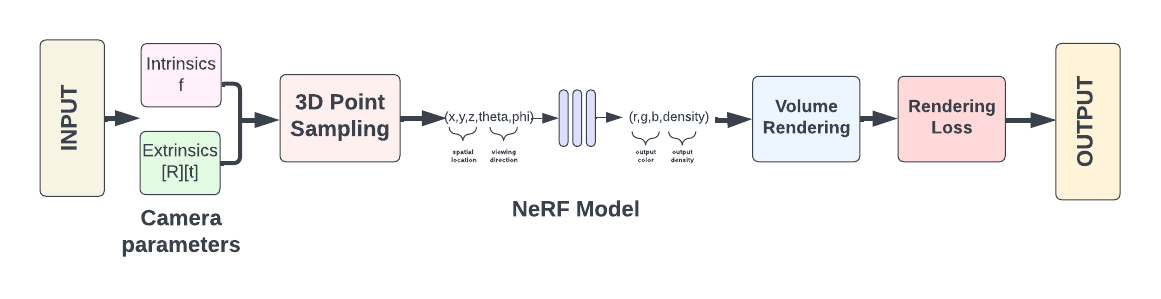 INPUT
Intrinsics
f
Extrinsics
[R][t]
Camera
parameters
3D Point
Sampling
(x,y,z,theta,phi)
spatial
location
viewing
direction
NeRF Model
(r,g,b,density)
output
color
output
density
Volume
Rendering
Rendering
Loss
OUTPUT